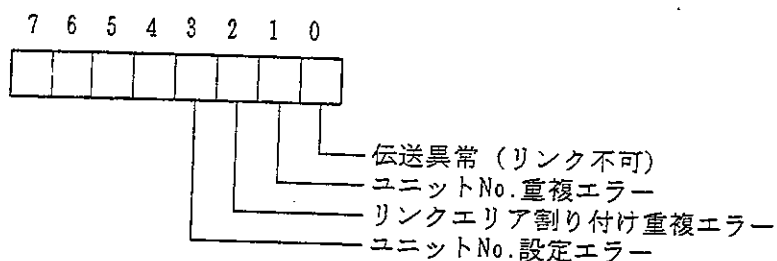 7 6 5 4 3 2 1 0
伝送異常 (リンク不可)
ユニットNo.重複エラー
リンクエリア割り付け重複エラー
ユニットNo.設定エラー